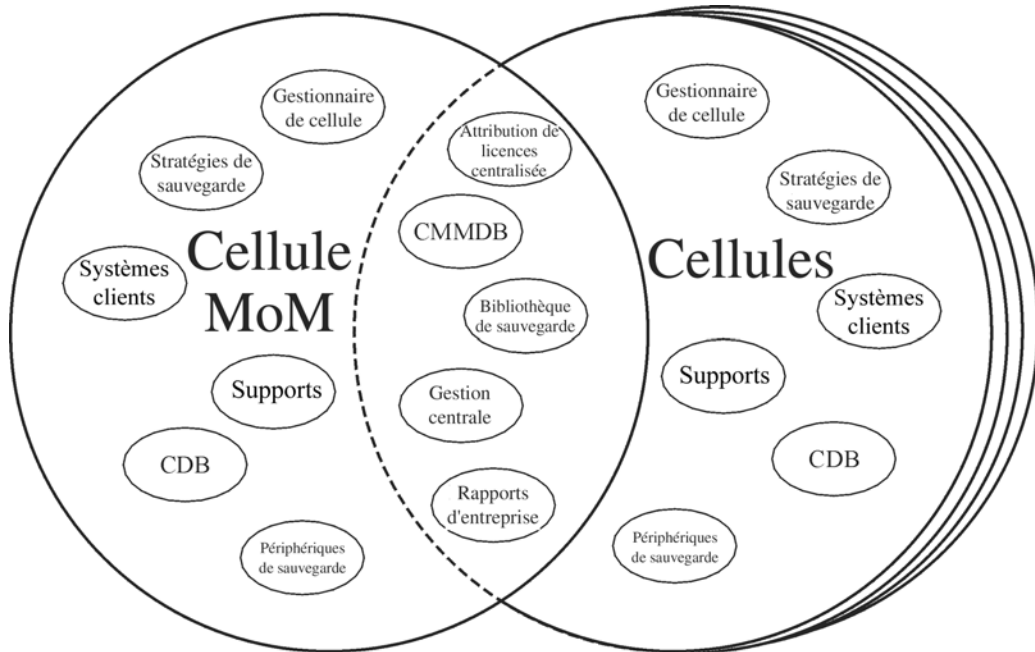 Gestionnaire
de cellule
Stratégies de
sauvegarde
Cellule
MoM
Systèmes
clients
Supports
CDB
Périphériques
de sauvegarde
Attribution de
licences
centralisée
CMMDB
Bibliothèque
de sauvegarde
Gestion
centrale
Rapports
d'entreprise
Gestionnaire
de cellule
Stratégies de
sauvegarde
Cellules
Systèmes
clients
Supports
CDB
Périphériques
de sauvegarde